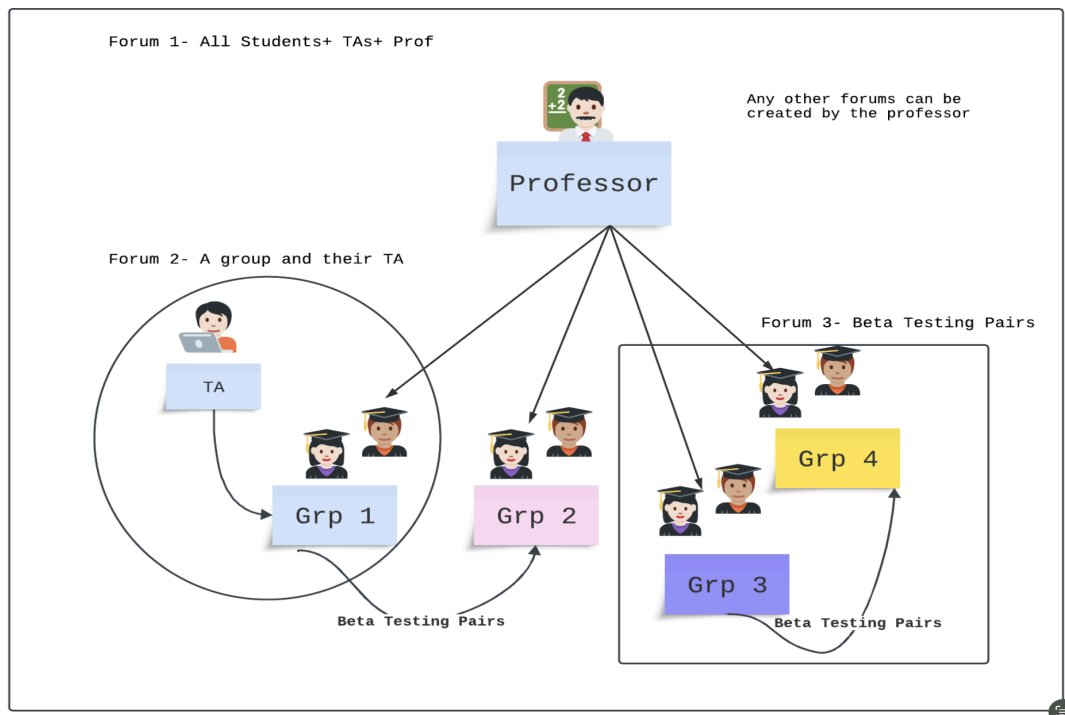 Forum 1- All Students+ TAs+ Prof
Any other forums can be
created by the professor
2
+2
Professor
Forum 2- A group and their TA
Forum 3- Beta Testing Pairs
TA
Grp 1
Grp 2
Grp 4
Grp 3
Beta Testing Pairs
Beta Testing Pairs